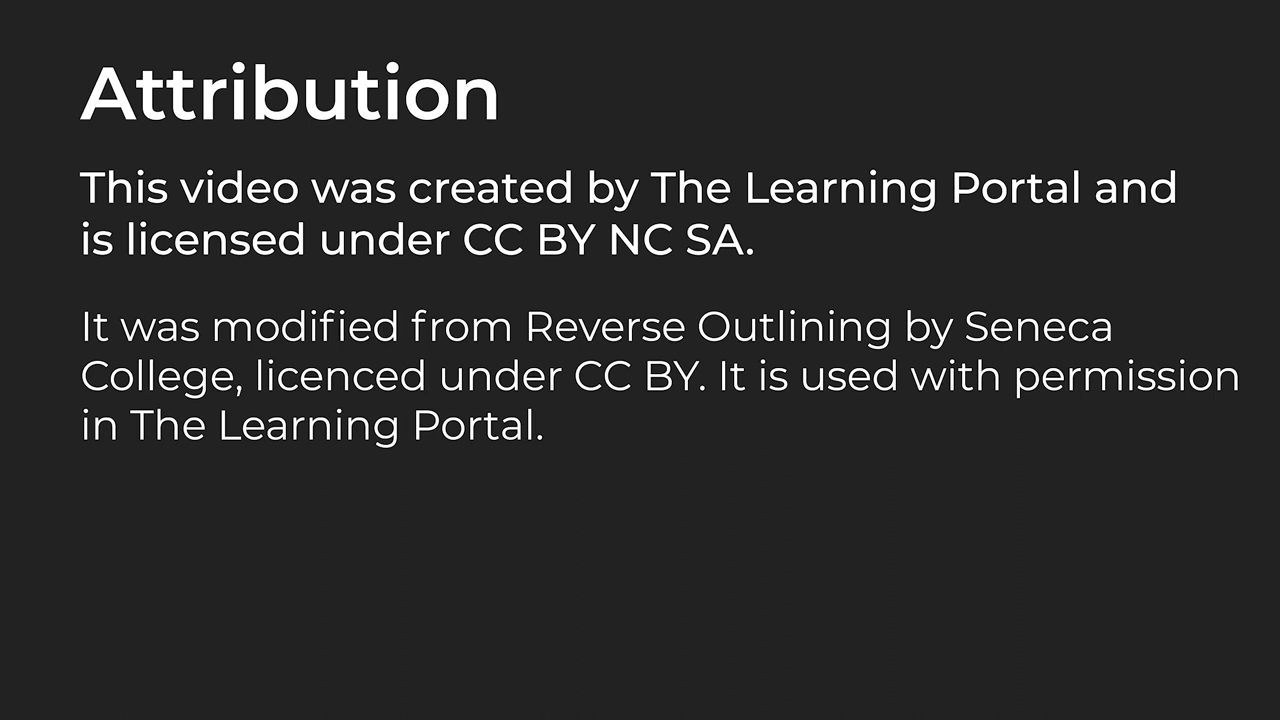 Attribution
This video was created by The Learning Portal and
is licensed under CC BY NC SA.
It was modified from Reverse Outlining by Seneca
College, licenced under CC BY. It is used with permission
in The Learning Portal.